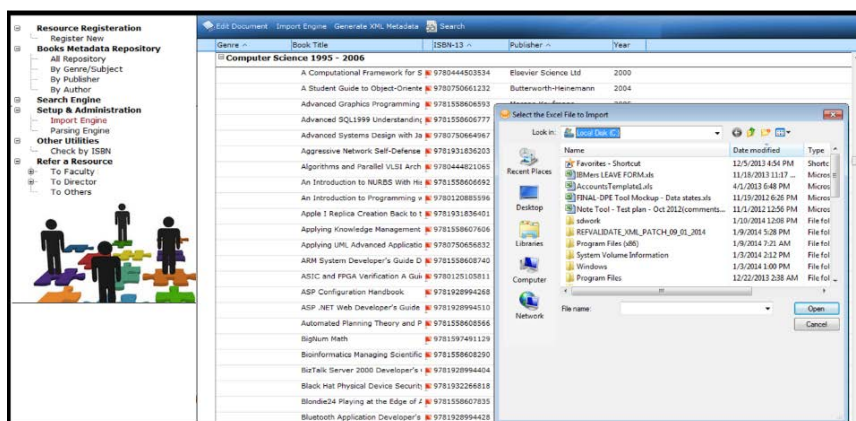 Resource Registeration
Register New
Books Metadata Repository
All Repository
By Genre/Subject
By Publisher
By Author
Search Engine
Setup & Administration
Import Engine
Parsing Engine
Other Utilities
Check by ISBN
Refer a Resource
To Faculty
To Director
To Others
Edit Document Import Engine Generate XML Metadata Search
Genre Book Title ISBN-13 Publisher Year
Computer Science 1995 - 2006
A Computational Framework for S 9780444503534 Elsevier Science Ltd 2000
A Student Guide to Object-Oriente 9780750661232 Butterworth-Heinemann 2004
Advanced Graphics Programming 9781558606593
Advanced SQL1999 Understanding 9781558606777
Advanced Systems Design with Ja 9780750664967
Aggressive Network Self-Defense 9781931836203
Algorithms and Parallel VLSI Arch 9780444821065
An Introduction to NURBS With His 9781558606692
An Introduction to Programming v 9780120885596
Apple I Replica Creation Back to t 9781931836401
Applying Knowledge Management 9781558607606
Applying UML Advanced Applicatio 9780750656832
ARM System Developer's Guide D 9781558608740
ASIC and FPGA Verification A Gui 9780125105811
ASP Configuration Handbook 9781928994268
ASP .NET Web Developer's Guide 9781928994510
Automated Planning Theory and P 9781558608566
BigNum Math 9781597491129
Bioinformatics Managing Scientific 9781558608290
BizTalk Server 2000 Developer's 9781928994404
Black Hat Physical Device Security 9781932266818
Blondie24 Playing at the Edge of A 9781558607835
Bluetooth Application Developer's 9781928994428
Select the Excel File to Import
Look in: Local Disk (C:)
Name Date modified Type
Favorites - Shortcut 12/5/2013 4:54 PM Shortc
IBMers LEAVE FORM.xls 11/18/2013 11:17 ... Micros
AccountsTemplate1.xls 4/1/2013 6:48 PM Micros
FINAL-DPE Tool Mockup - Data states.xls 11/19/2012 6:26 PM Micros
Note Tool - Test plan - Oct 2012(comments... 11/1/2012 12:56 PM Micros
sdwork 1/10/2014 12:08 PM File fol
REFVALIDATE_XML_PATCH_09_01_2014 1/9/2014 5:28 PM File fol
Program Files (x86) 1/9/2014 7:21 AM File fol
System Volume Information 1/3/2014 2:12 PM File fol
Windows 1/3/2014 1:00 PM File fol
Program Files 12/22/2013 2:38 AM File fol
Recent Places
Desktop
Libraries
Computer
Network
File name:
Open
Cancel